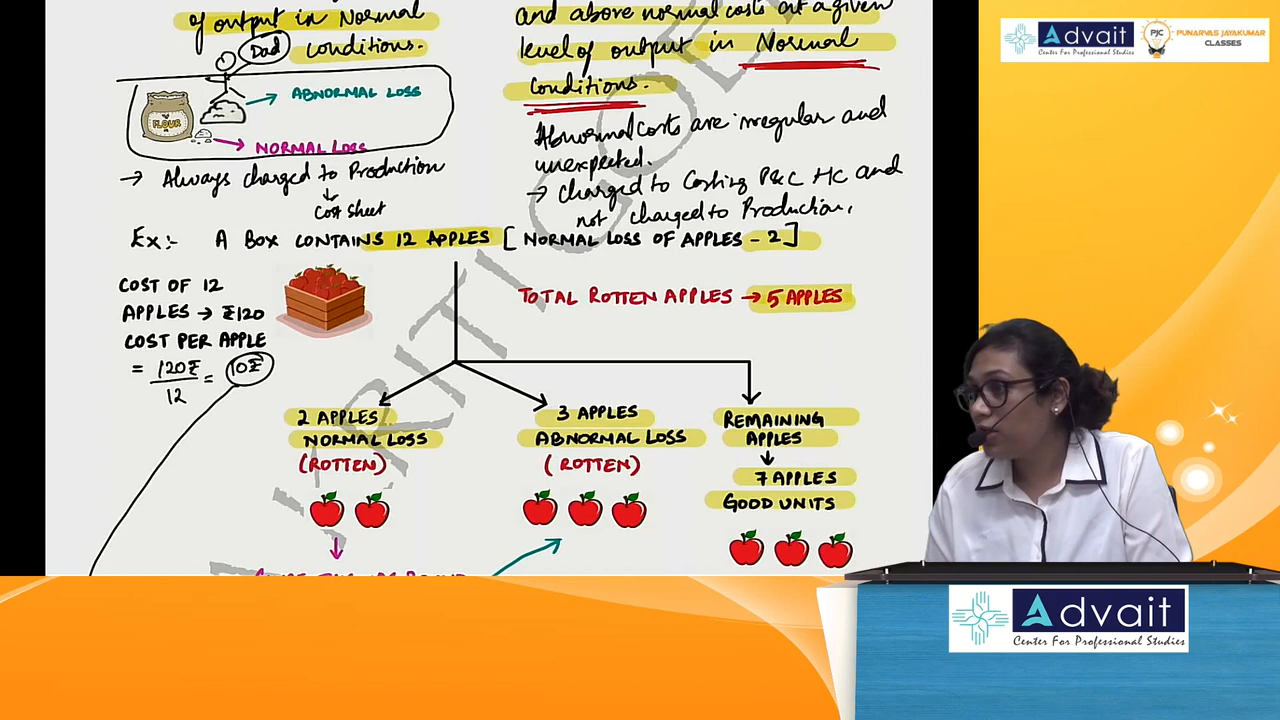 of output in Normal
conditions.
Dad
ABNORMAL LOSS
FLOUR
NORMAL LOSS
→ Always charged to Production
↓
Cost Sheet
and above normal costs at a given
level of output in Normal
Conditions.
Abnormal costs are irregular and
unexpected.
→ Charged to Costing P&L A/C and
not charged to Production.
Ex:- A BOX CONTAINS 12 APPLES [NORMAL LOSS OF APPLES - 2]
COST OF 12
APPLES → ₹120
COST PER APPLE
= 120₹ / 12 = 10₹
TOTAL ROTTEN APPLES → 5 APPLES
2 APPLES
NORMAL LOSS
(ROTTEN)
3 APPLES
ABNORMAL LOSS
(ROTTEN)
REMAINING
APPLES
↓
7 APPLES
GOOD UNITS
Advait
Center For Professional Studies
PJC
PUNARVAS JAYAKUMAR
CLASSES
Advait
Center For Professional Studies